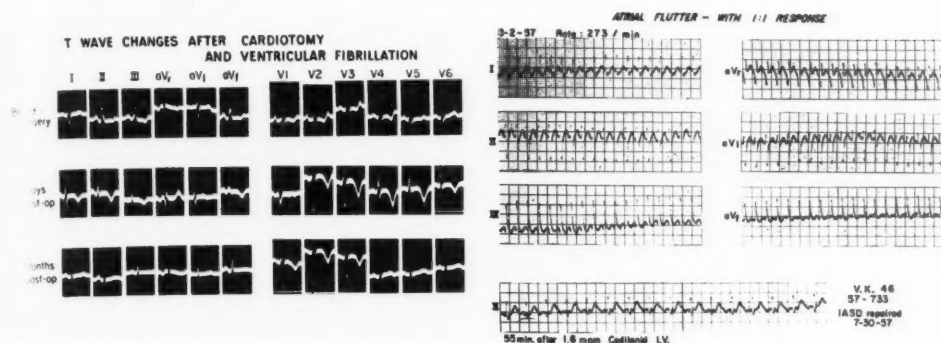 T WAVE CHANGES AFTER CARDIOTOMY
AND VENTRICULAR FIBRILLATION
I II III aVr aVl aVf V1 V2 V3 V4 V5 V6
post-op
ATRIAL FLUTTER - WITH 1:1 RESPONSE
Rate: 273 / min
I
aVr
II
aVl
III
aVf
II
V.K. 46
57-733
IASD repaired
7-30-57
55 min. after 1.6 mgm Cedilanid I.V.